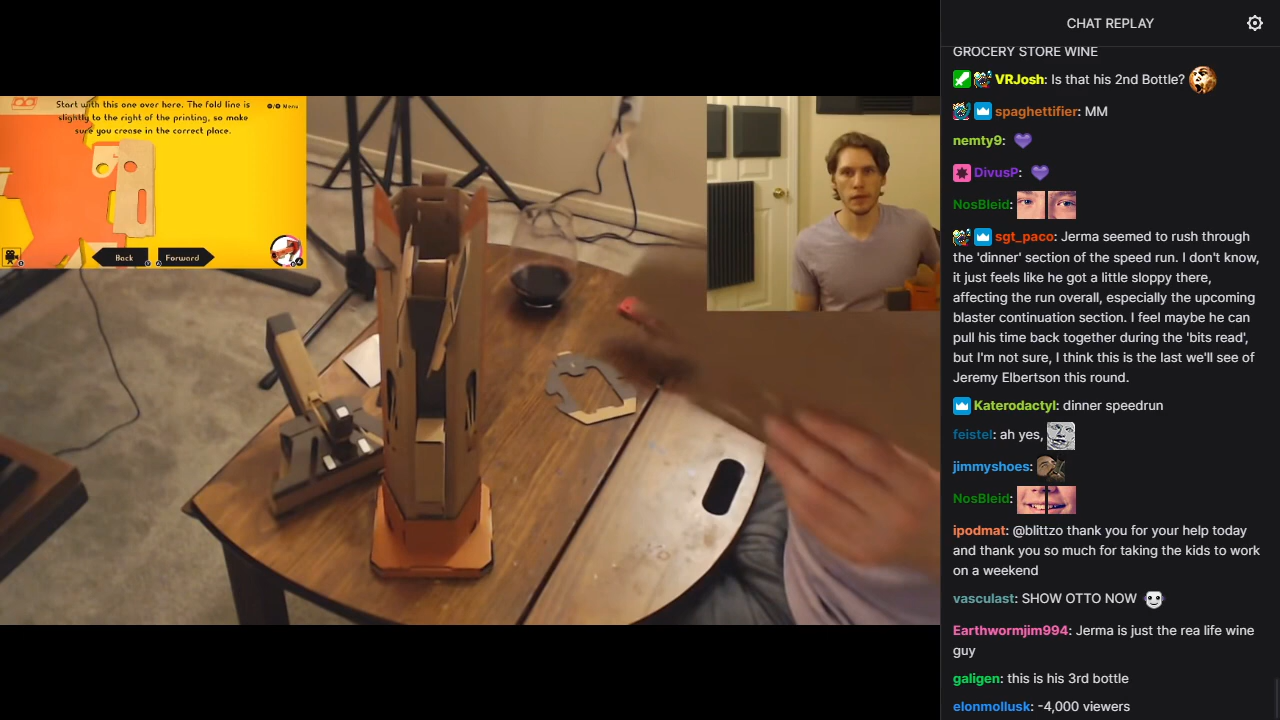 Start with this one over here. The fold line is
slightly to the right of the printing, so make
sure you crease in the correct place.
Menu
Back
Forward
CHAT REPLAY
GROCERY STORE WINE
VRJosh: Is that his 2nd Bottle?
spaghettifier: MM
nemty9:
DivusP:
NosBleid:
sgt_paco: Jerma seemed to rush through
the 'dinner' section of the speed run. I don't know,
it just feels like he got a little sloppy there,
affecting the run overall, especially the upcoming
blaster continuation section. I feel maybe he can
pull his time back together during the 'bits read',
but I'm not sure, I think this is the last we'll see of
Jeremy Elbertson this round.
Katerodactyl: dinner speedrun
feistel: ah yes,
jimmyshoes:
NosBleid:
ipodmat: @blittzo thank you for your help today
and thank you so much for taking the kids to work
on a weekend
vasculast: SHOW OTTO NOW
Earthwormjim994: Jerma is just the rea life wine
guy
galigen: this is his 3rd bottle
elonmollusk: -4,000 viewers